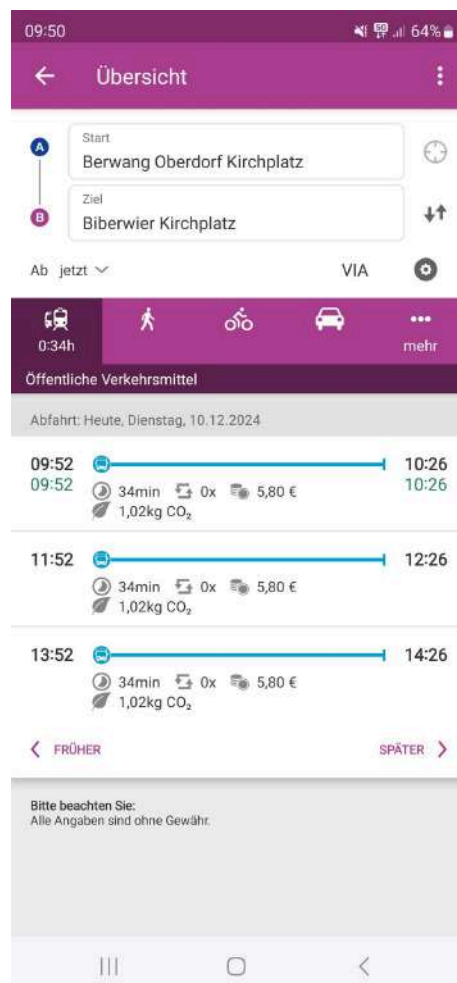 09:50
5G
64%
Übersicht
A
Start
Berwang Oberdorf Kirchplatz
B
Ziel
Biberwier Kirchplatz
Ab jetzt
VIA
0:34h
mehr
Öffentliche Verkehrsmittel
Abfahrt: Heute, Dienstag, 10.12.2024
09:52 10:26
09:52 10:26
34min 0x 5,80 €
1,02kg CO₂
11:52 12:26
34min 0x 5,80 €
1,02kg CO₂
13:52 14:26
34min 0x 5,80 €
1,02kg CO₂
FRÜHER SPÄTER
Bitte beachten Sie:
Alle Angaben sind ohne Gewähr.